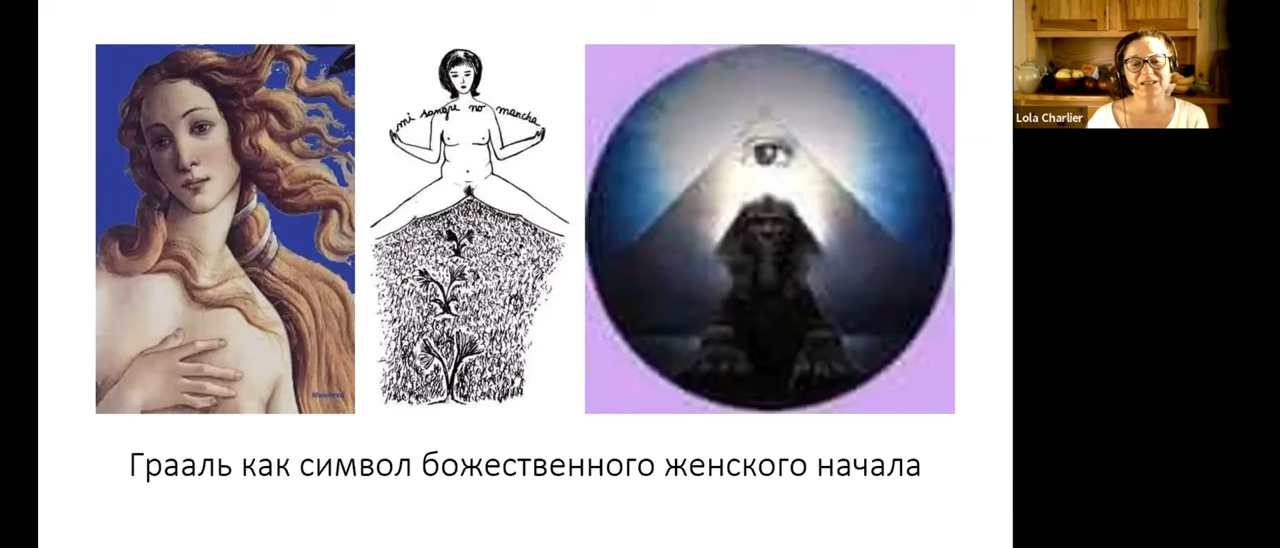 mi sangre no mancha
Lola Charlier
Грааль как символ божественного женского начала